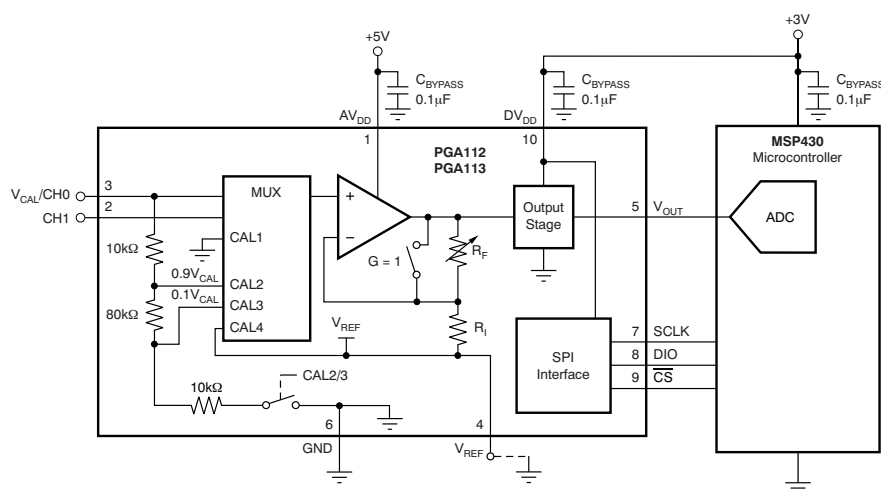 +3V
+5V
CBYPASS
0.1μF
CBYPASS
0.1μF
CBYPASS
0.1μF
AVDD
DVDD
1
10
PGA112
PGA113
MSP430
Microcontroller
VCAL/CH0
3
MUX
CH1
2
+
−
Output
Stage
5
VOUT
ADC
CAL1
10kΩ
G = 1
RF
0.9VCAL
CAL2
0.1VCAL
CAL3
80kΩ
CAL4
VREF
RI
SPI
Interface
7
SCLK
8
DIO
9
CS
CAL2/3
10kΩ
6
4
GND
VREF